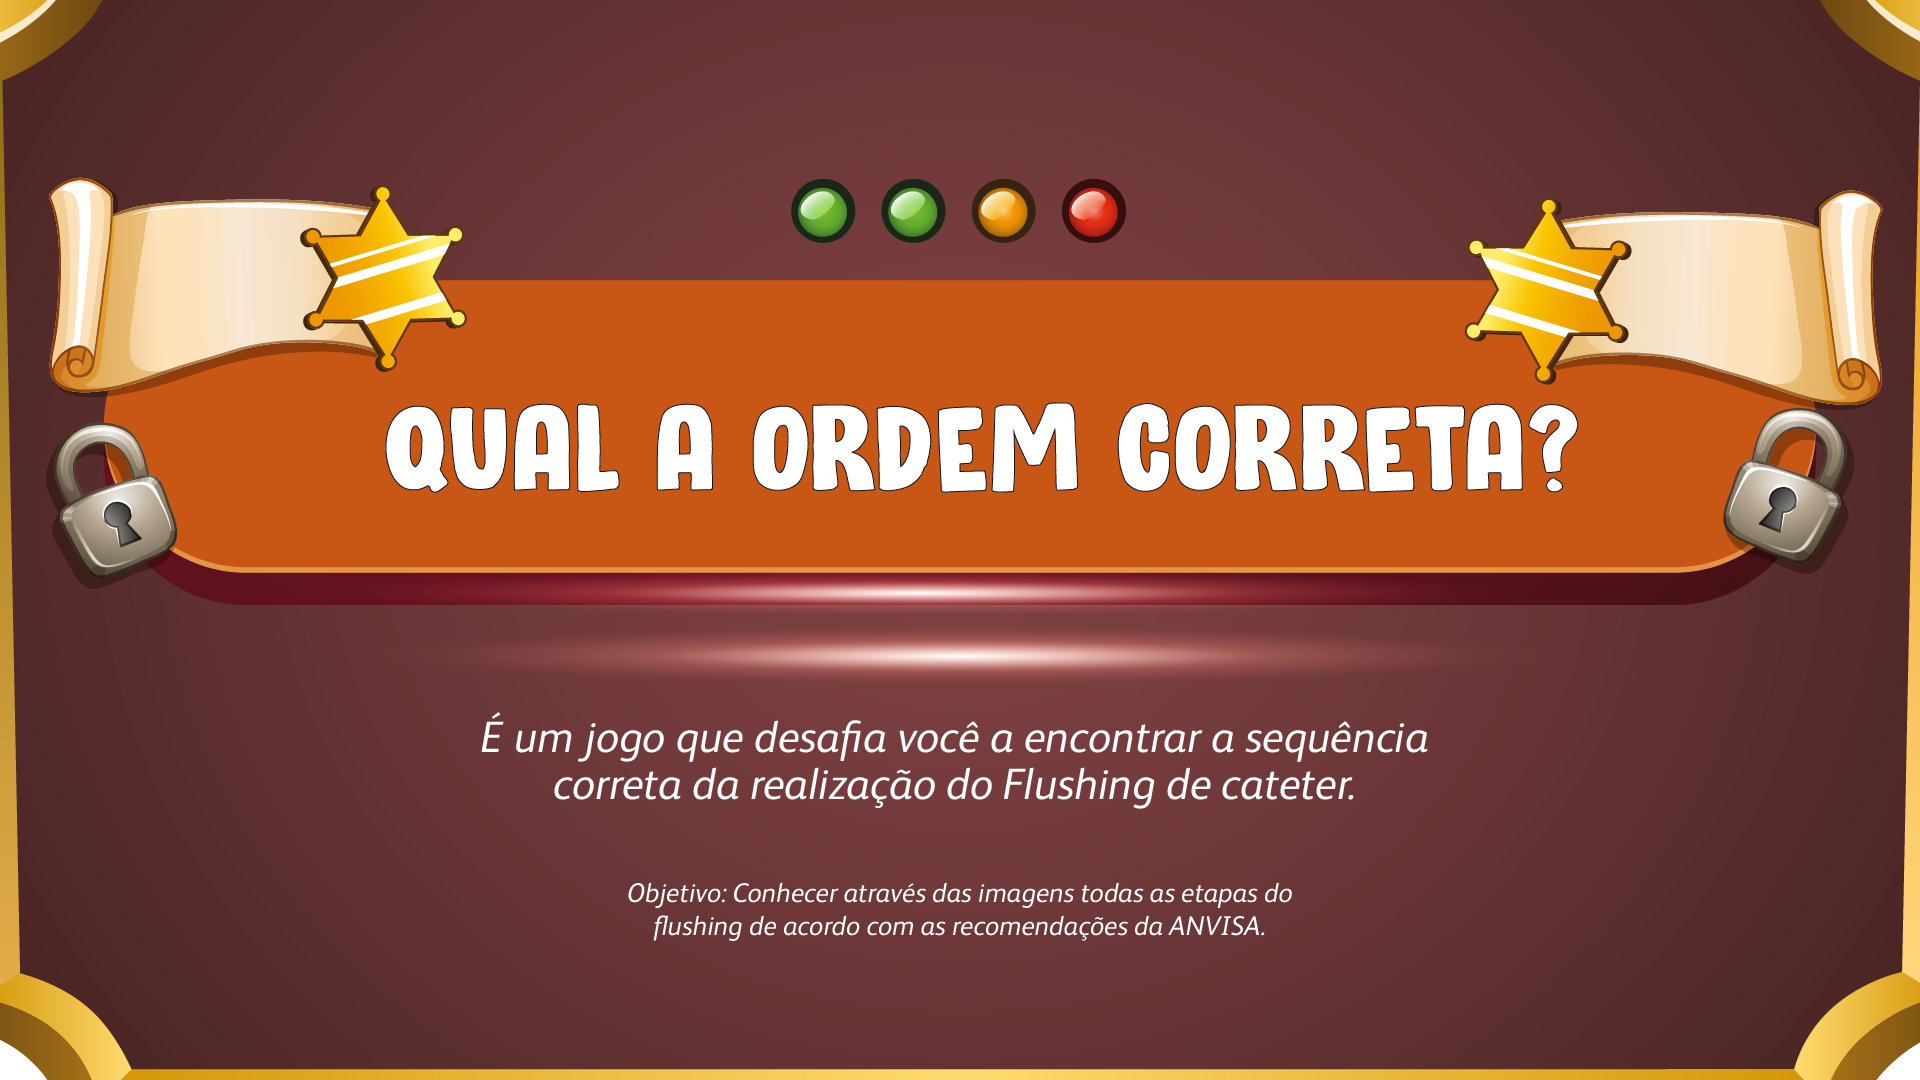 QUAL A ORDEM CORRETA?
É um jogo que desafia você a encontrar a sequência
correta da realização do Flushing de cateter.
Objetivo: Conhecer através das imagens todas as etapas do
flushing de acordo com as recomendações da ANVISA.